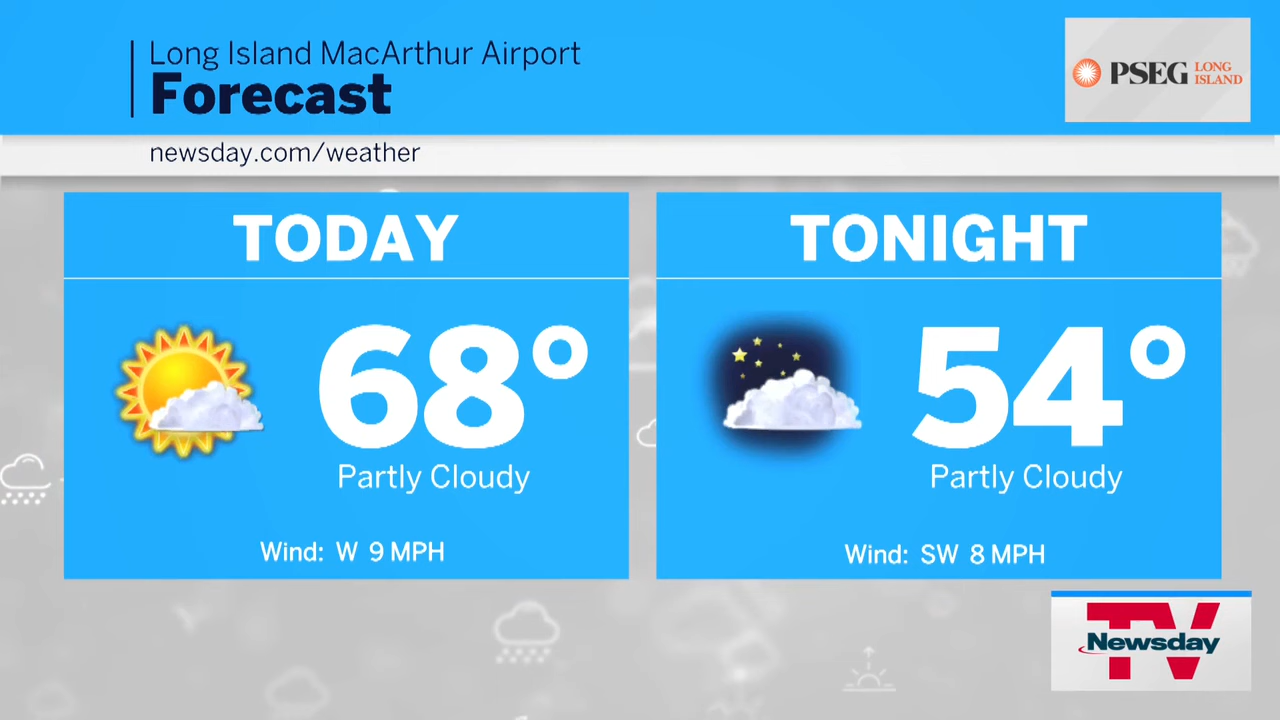 Long Island MacArthur Airport
Forecast
PSEG LONG ISLAND
newsday.com/weather
TODAY
68°
Partly Cloudy
Wind: W 9 MPH
TONIGHT
54°
Partly Cloudy
Wind: SW 8 MPH
Newsday TV